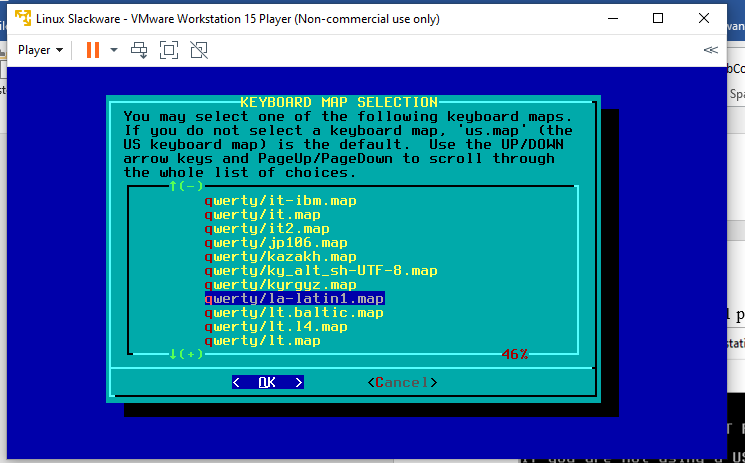 Linux Slackware - VMware Workstation 15 Player (Non-commercial use only)
Player
KEYBOARD MAP SELECTION
You may select one of the following keyboard maps.
If you do not select a keyboard map, 'us.map' (the
US keyboard map) is the default.  Use the UP/DOWN
arrow keys and PageUp/PageDown to scroll through
the whole list of choices.
↑(-)
qwerty/it-ibm.map
qwerty/it.map
qwerty/it2.map
qwerty/jp106.map
qwerty/kazakh.map
qwerty/ky_alt_sh-UTF-8.map
qwerty/kyrgyz.map
qwerty/la-latin1.map
qwerty/lt.baltic.map
qwerty/lt.l4.map
qwerty/lt.map
↓(+)
46%
<  OK  >
<Cancel>